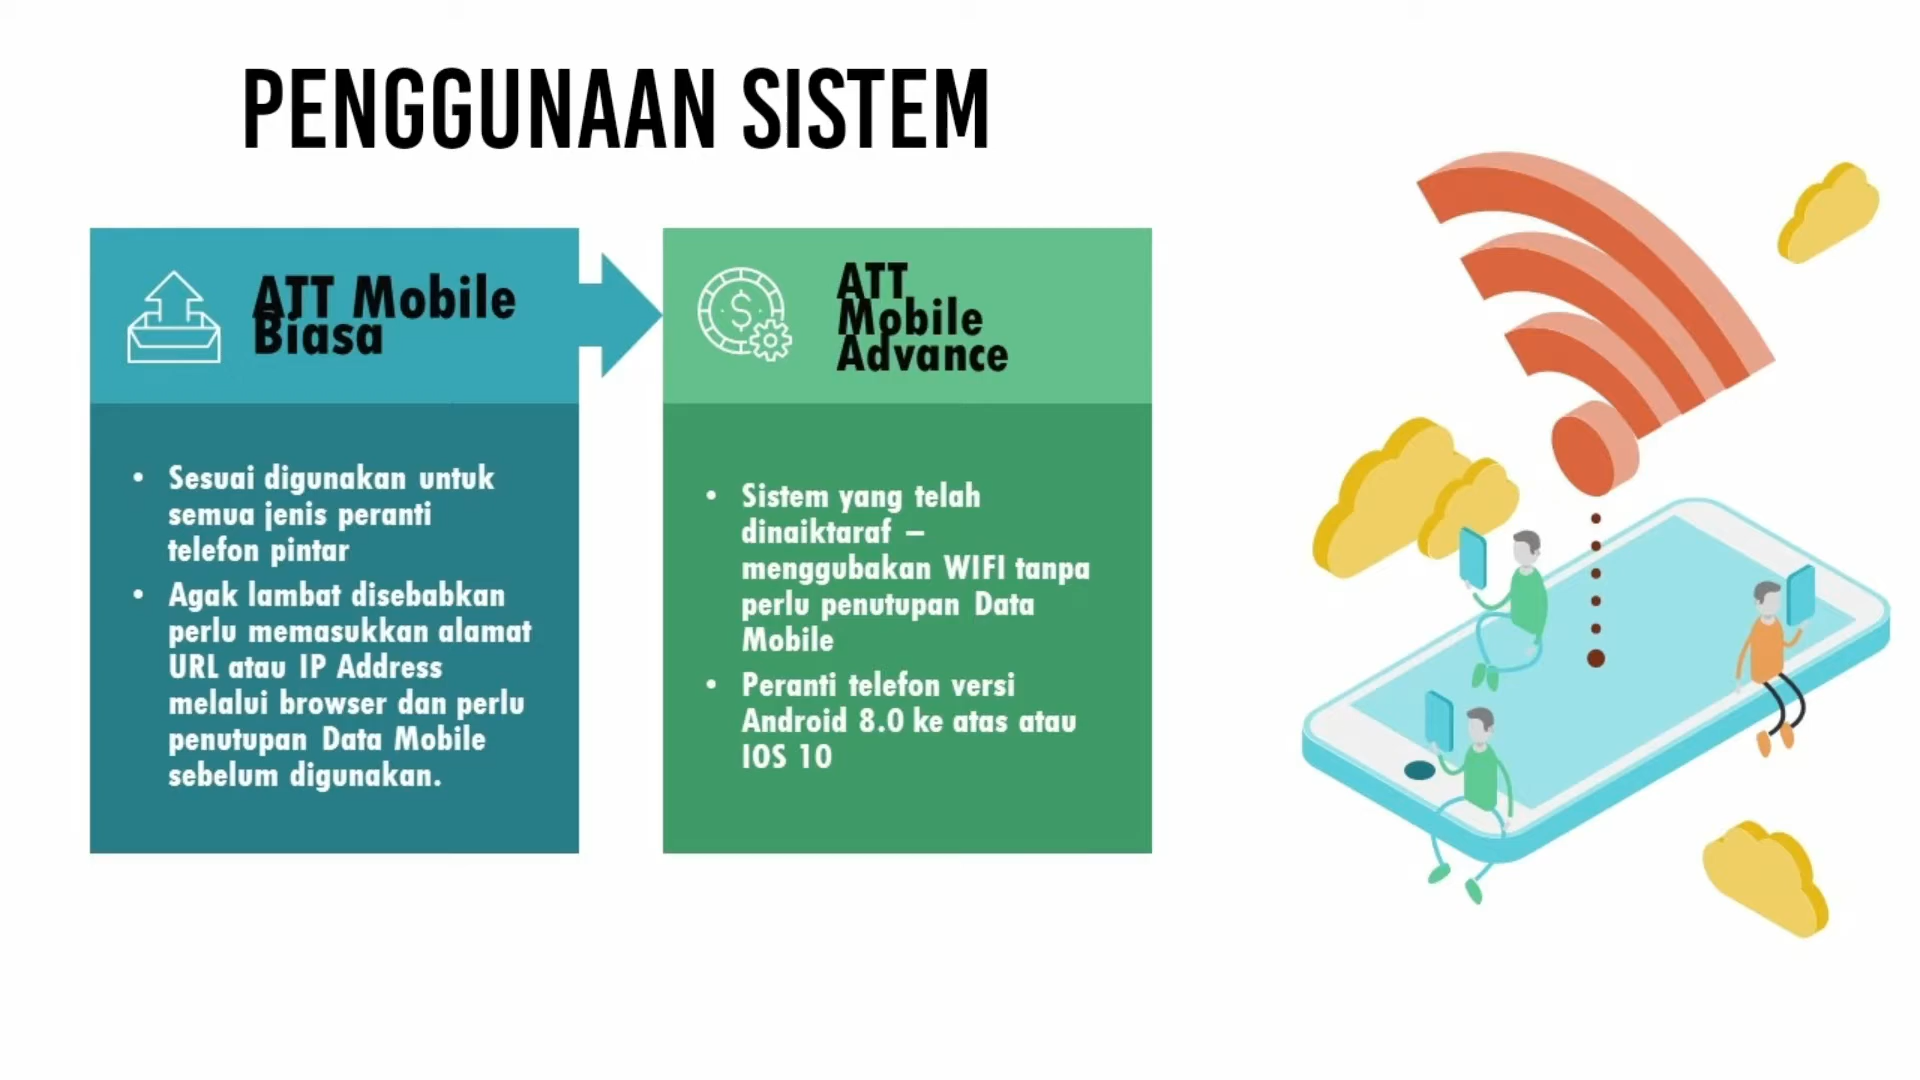 PENGGUNAAN SISTEM
ATT Mobile
Biasa
• Sesuai digunakan untuk
semua jenis peranti
telefon pintar
• Agak lambat disebabkan
perlu memasukkan alamat
URL atau IP Address
melalui browser dan perlu
penutupan Data Mobile
sebelum digunakan.
ATT
Mobile
Advance
• Sistem yang telah
dinaiktaraf –
menggubakan WIFI tanpa
perlu penutupan Data
Mobile
• Peranti telefon versi
Android 8.0 ke atas atau
IOS 10